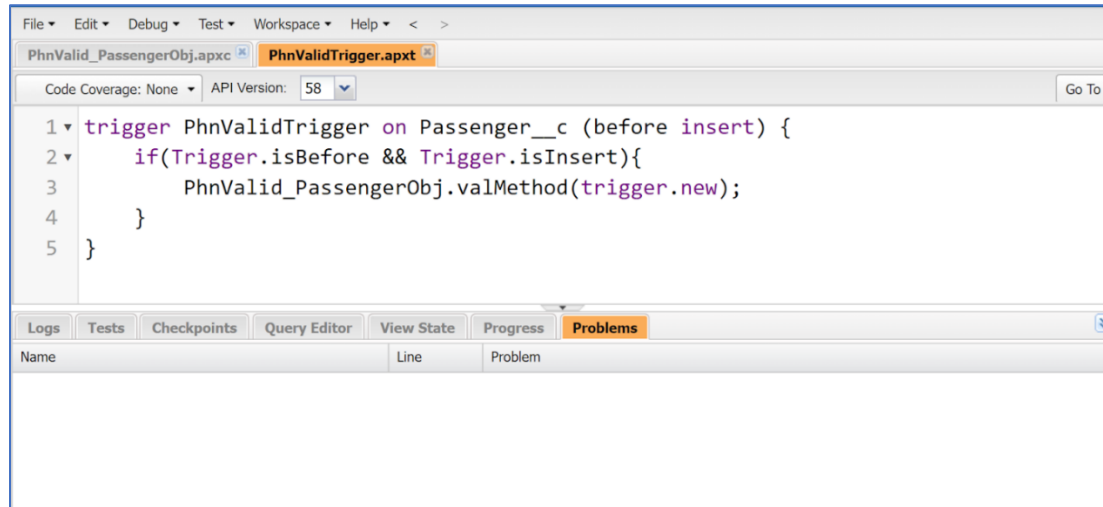 File Edit Debug Test Workspace Help < >
PhnValid_PassengerObj.apxc PhnValidTrigger.apxt
Code Coverage: None API Version: 58 Go To
1 trigger PhnValidTrigger on Passenger__c (before insert) {
2 if(Trigger.isBefore && Trigger.isInsert){
3 PhnValid_PassengerObj.valMethod(trigger.new);
4 }
5 }
Logs Tests Checkpoints Query Editor View State Progress Problems
Name Line Problem